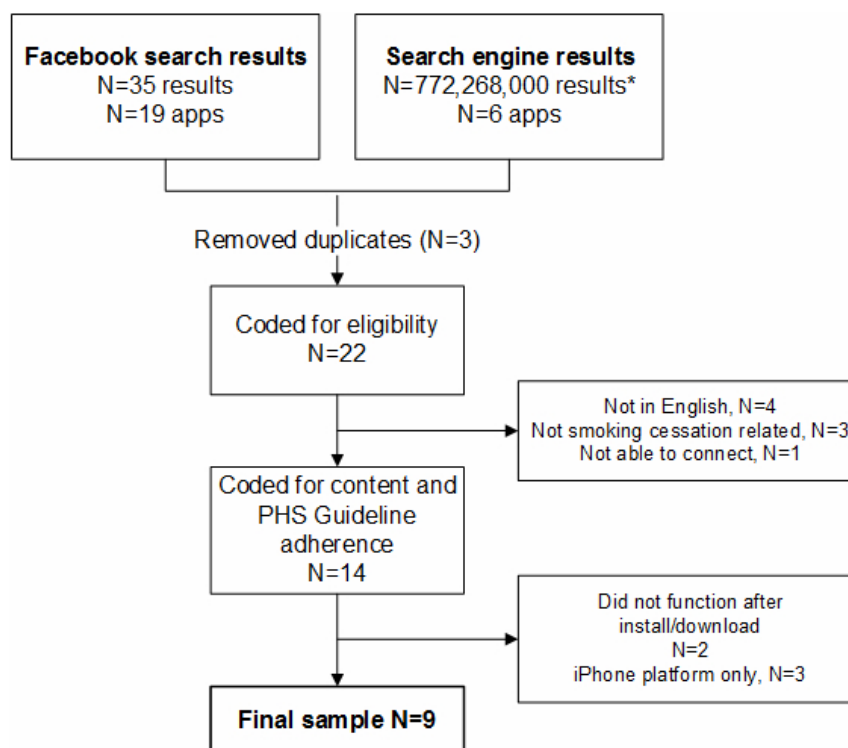 Facebook search results
N=35 results
N=19 apps
Search engine results
N=772,268,000 results*
N=6 apps
Removed duplicates (N=3)
Coded for eligibility
N=22
Not in English, N=4
Not smoking cessation related, N=3
Not able to connect, N=1
Coded for content and
PHS Guideline
adherence
N=14
Did not function after
install/download
N=2
iPhone platform only, N=3
Final sample N=9